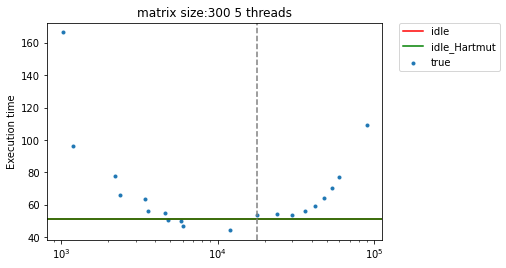 matrix size:300 5 threads
idle
idle_Hartmut
true
Execution time
160
140
120
100
80
60
40
10³
10⁴
10⁵